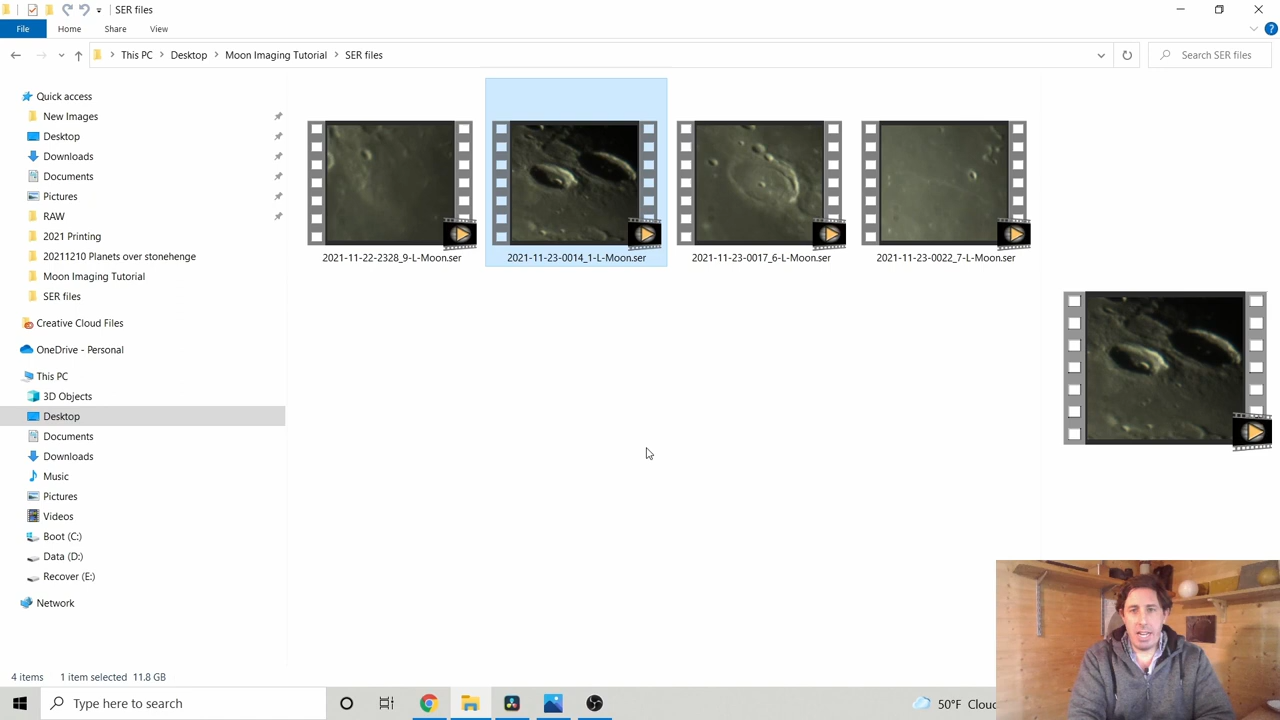 SER files
File
Home
Share
View
This PC
Desktop
Moon Imaging Tutorial
SER files
Search SER files
Quick access
New Images
Desktop
Downloads
Documents
Pictures
RAW
2021 Printing
20211210 Planets over stonehenge
Moon Imaging Tutorial
SER files
Creative Cloud Files
OneDrive - Personal
This PC
3D Objects
Desktop
Documents
Downloads
Music
Pictures
Videos
Boot (C:)
Data (D:)
Recover (E:)
Network
2021-11-22-2328_9-L-Moon.ser
2021-11-23-0014_1-L-Moon.ser
2021-11-23-0017_6-L-Moon.ser
2021-11-23-0022_7-L-Moon.ser
4 items
1 item selected 11.8 GB
Type here to search
50°F Clouc